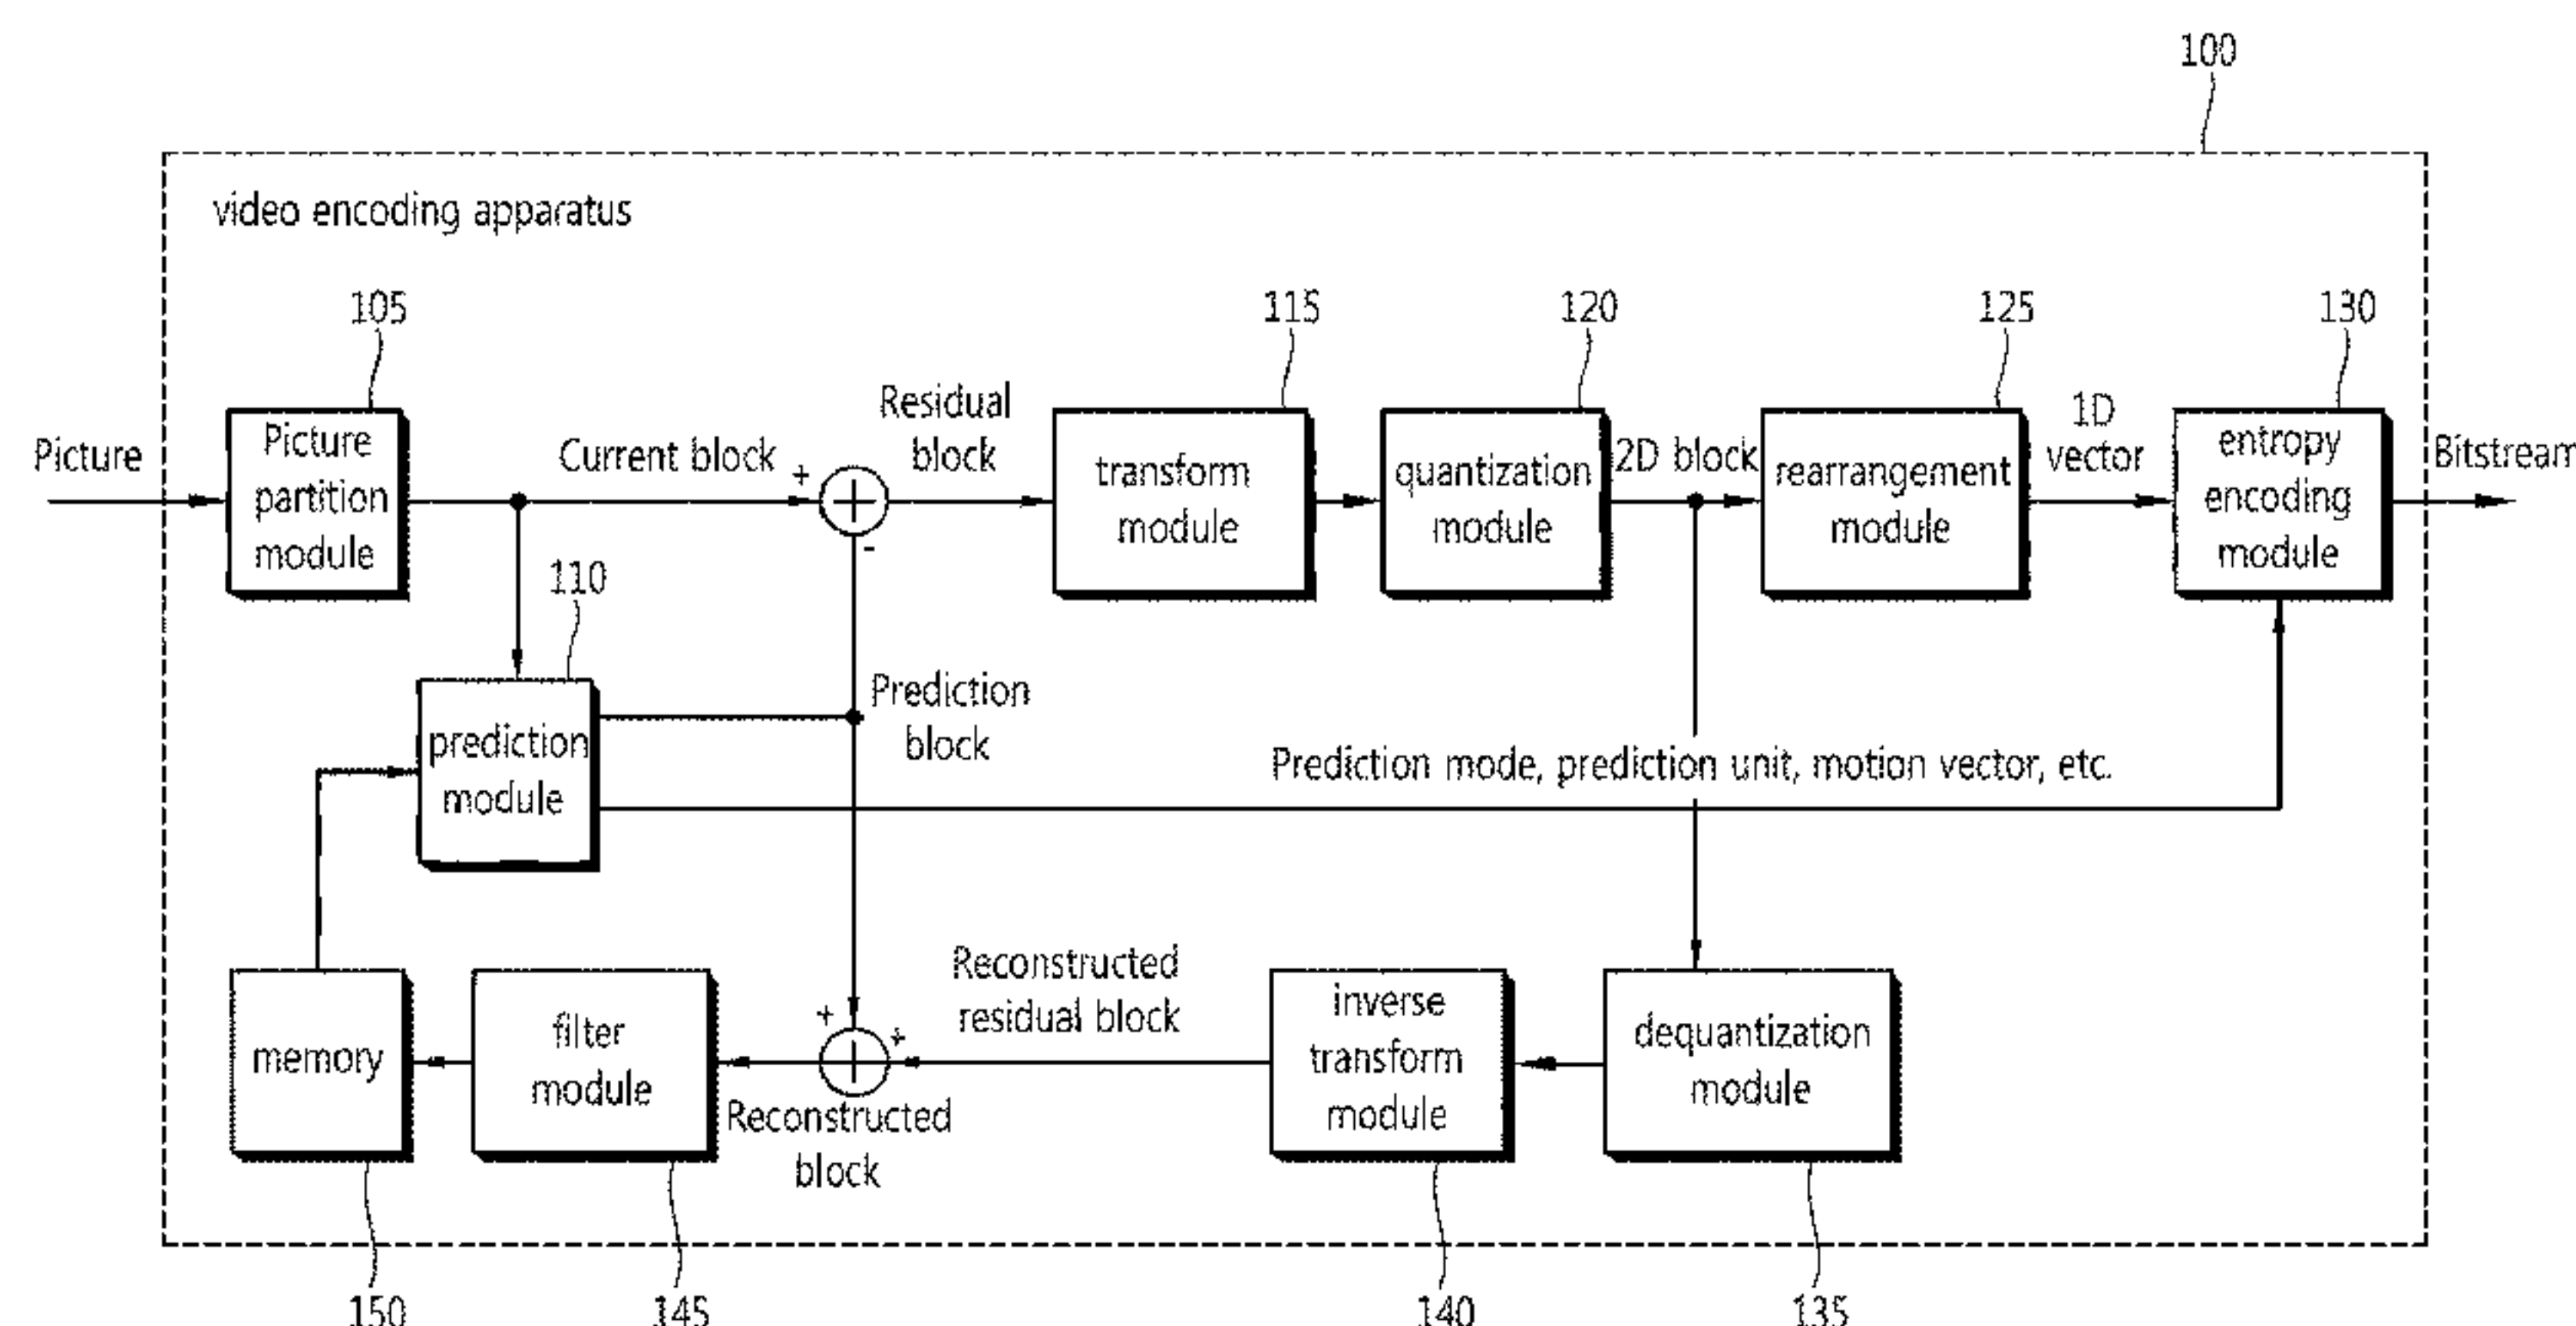 100
video encoding apparatus
105
115
120
125
130
Picture
Picture
partition
module
Current block
+
-
Residual
block
transform
module
quantization
module
2D block
rearrangement
module
1D
vector
entropy
encoding
module
Bitstream
110
prediction
module
Prediction
block
Prediction mode, prediction unit, motion vector, etc.
memory
filter
module
+
+
Reconstructed
block
Reconstructed
residual block
inverse
transform
module
dequantization
module
150
145
140
135